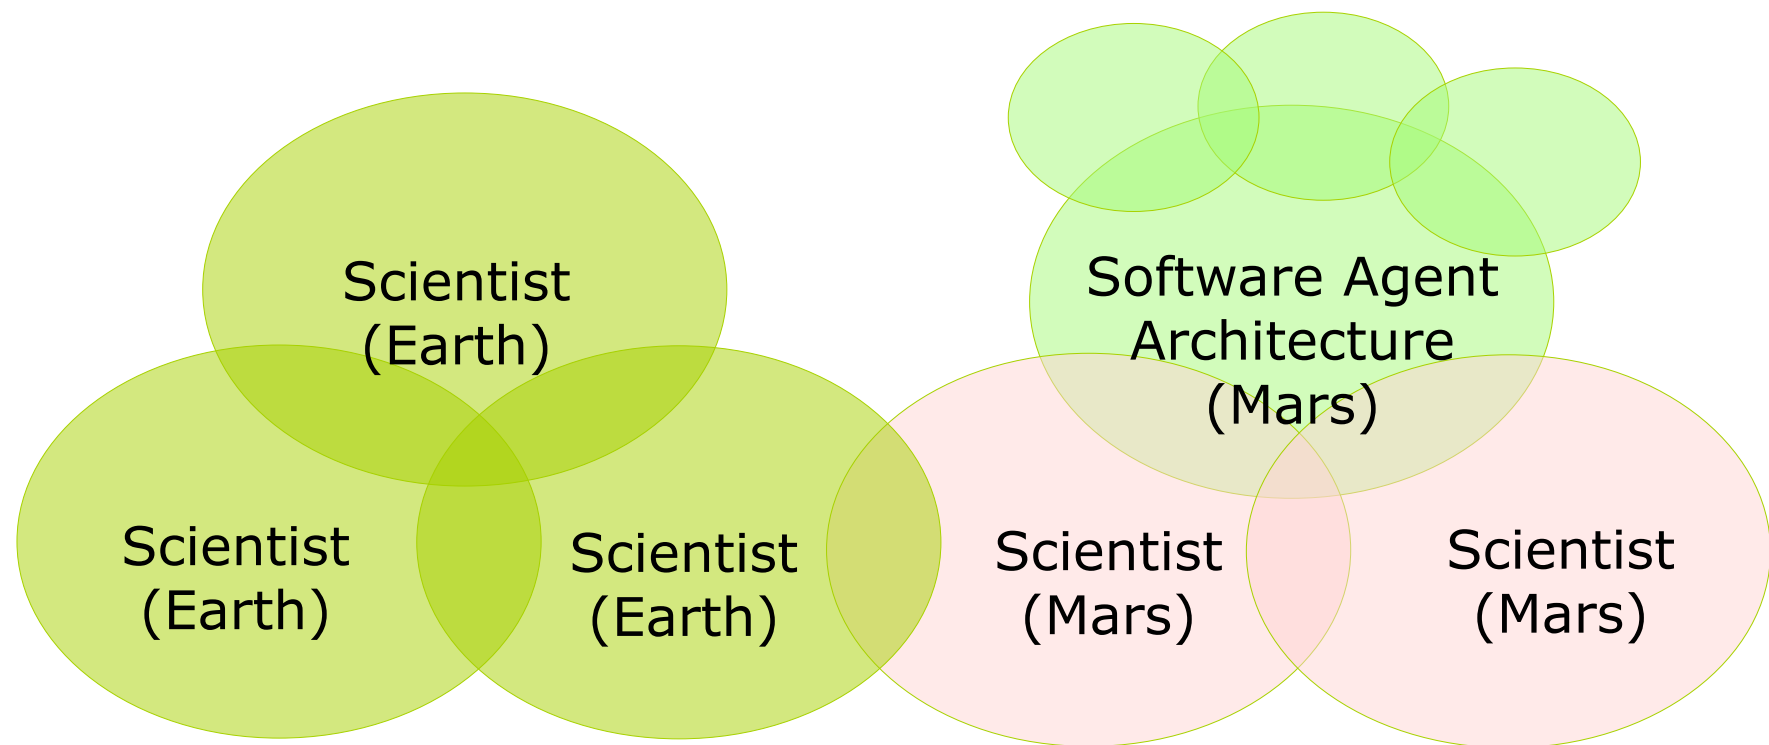 Scientist
(Earth)
Scientist
(Earth)
Scientist
(Earth)
Software Agent
Architecture
(Mars)
Scientist
(Mars)
Scientist
(Mars)